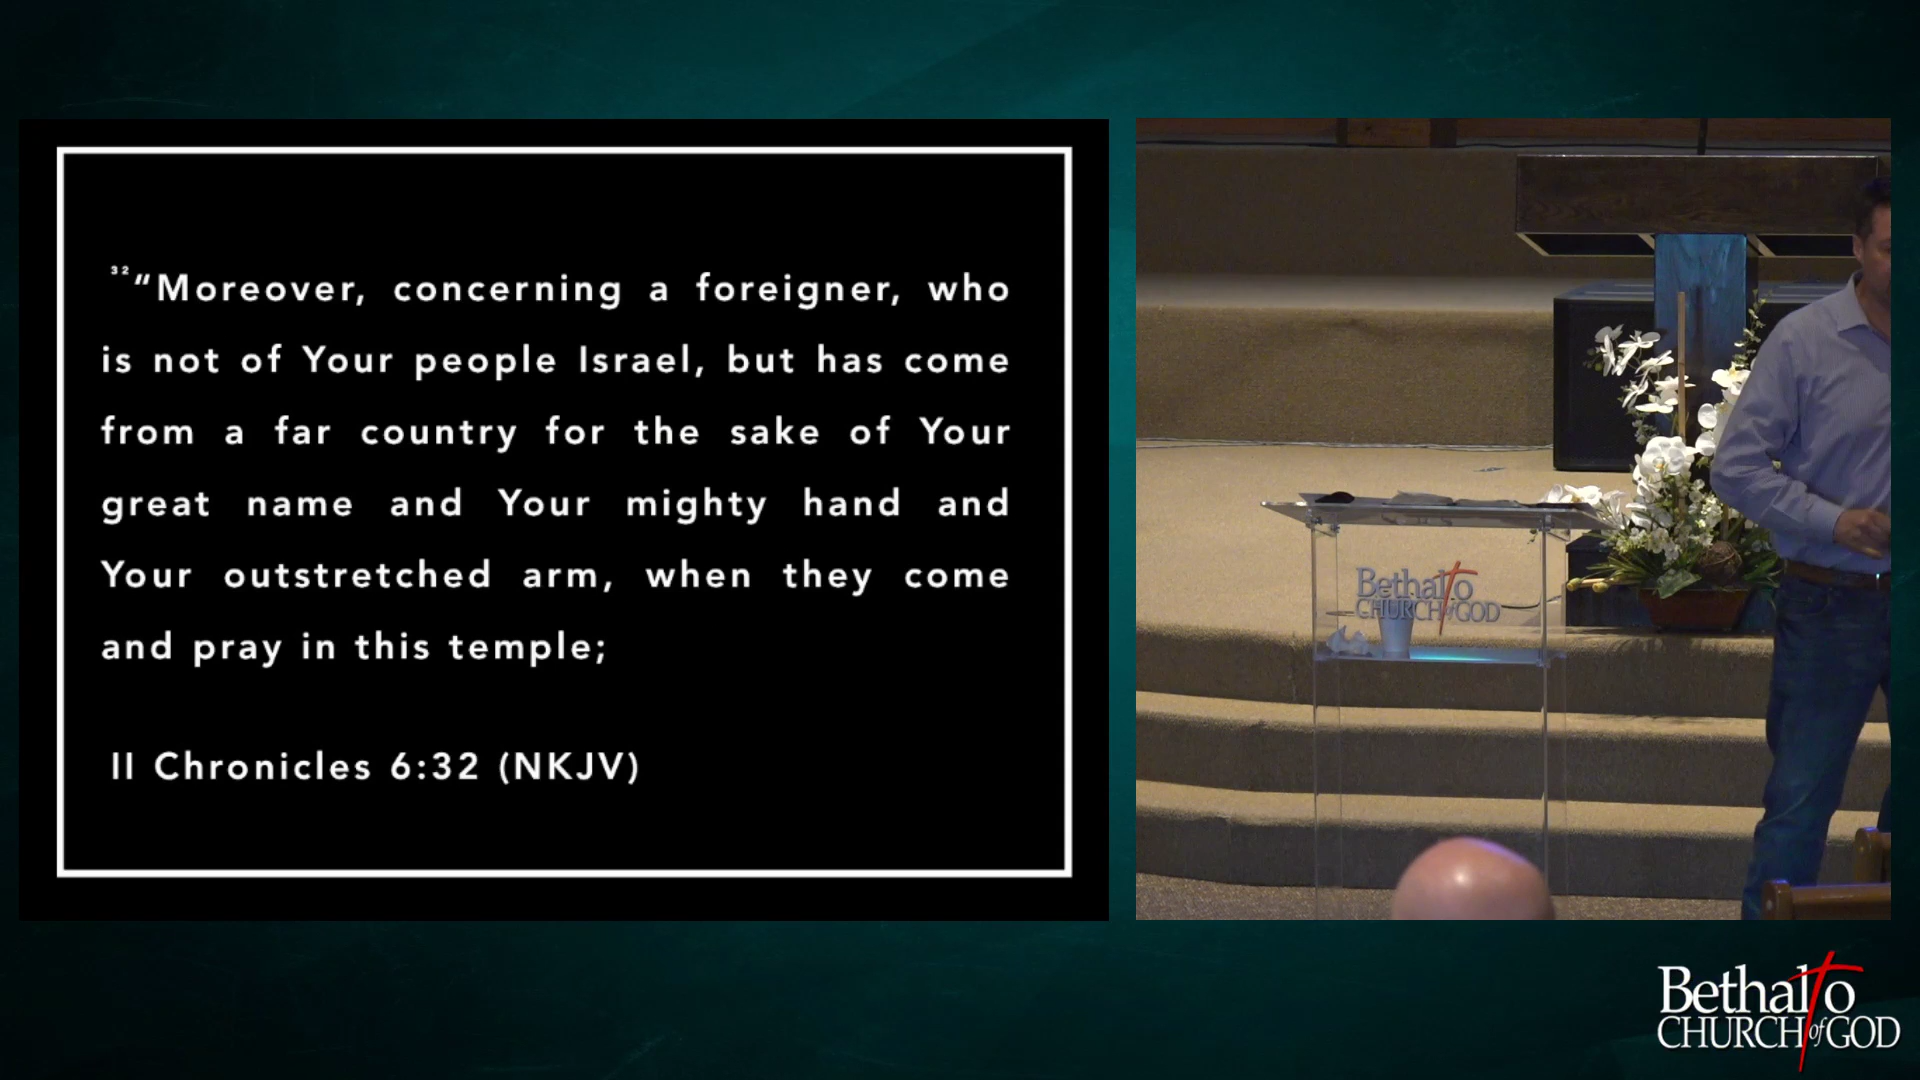 ³²“Moreover, concerning a foreigner, who
is not of Your people Israel, but has come
from a far country for the sake of Your
great name and Your mighty hand and
Your outstretched arm, when they come
and pray in this temple;
II Chronicles 6:32 (NKJV)
Bethalto
CHURCH of GOD
Bethalto
CHURCH of GOD